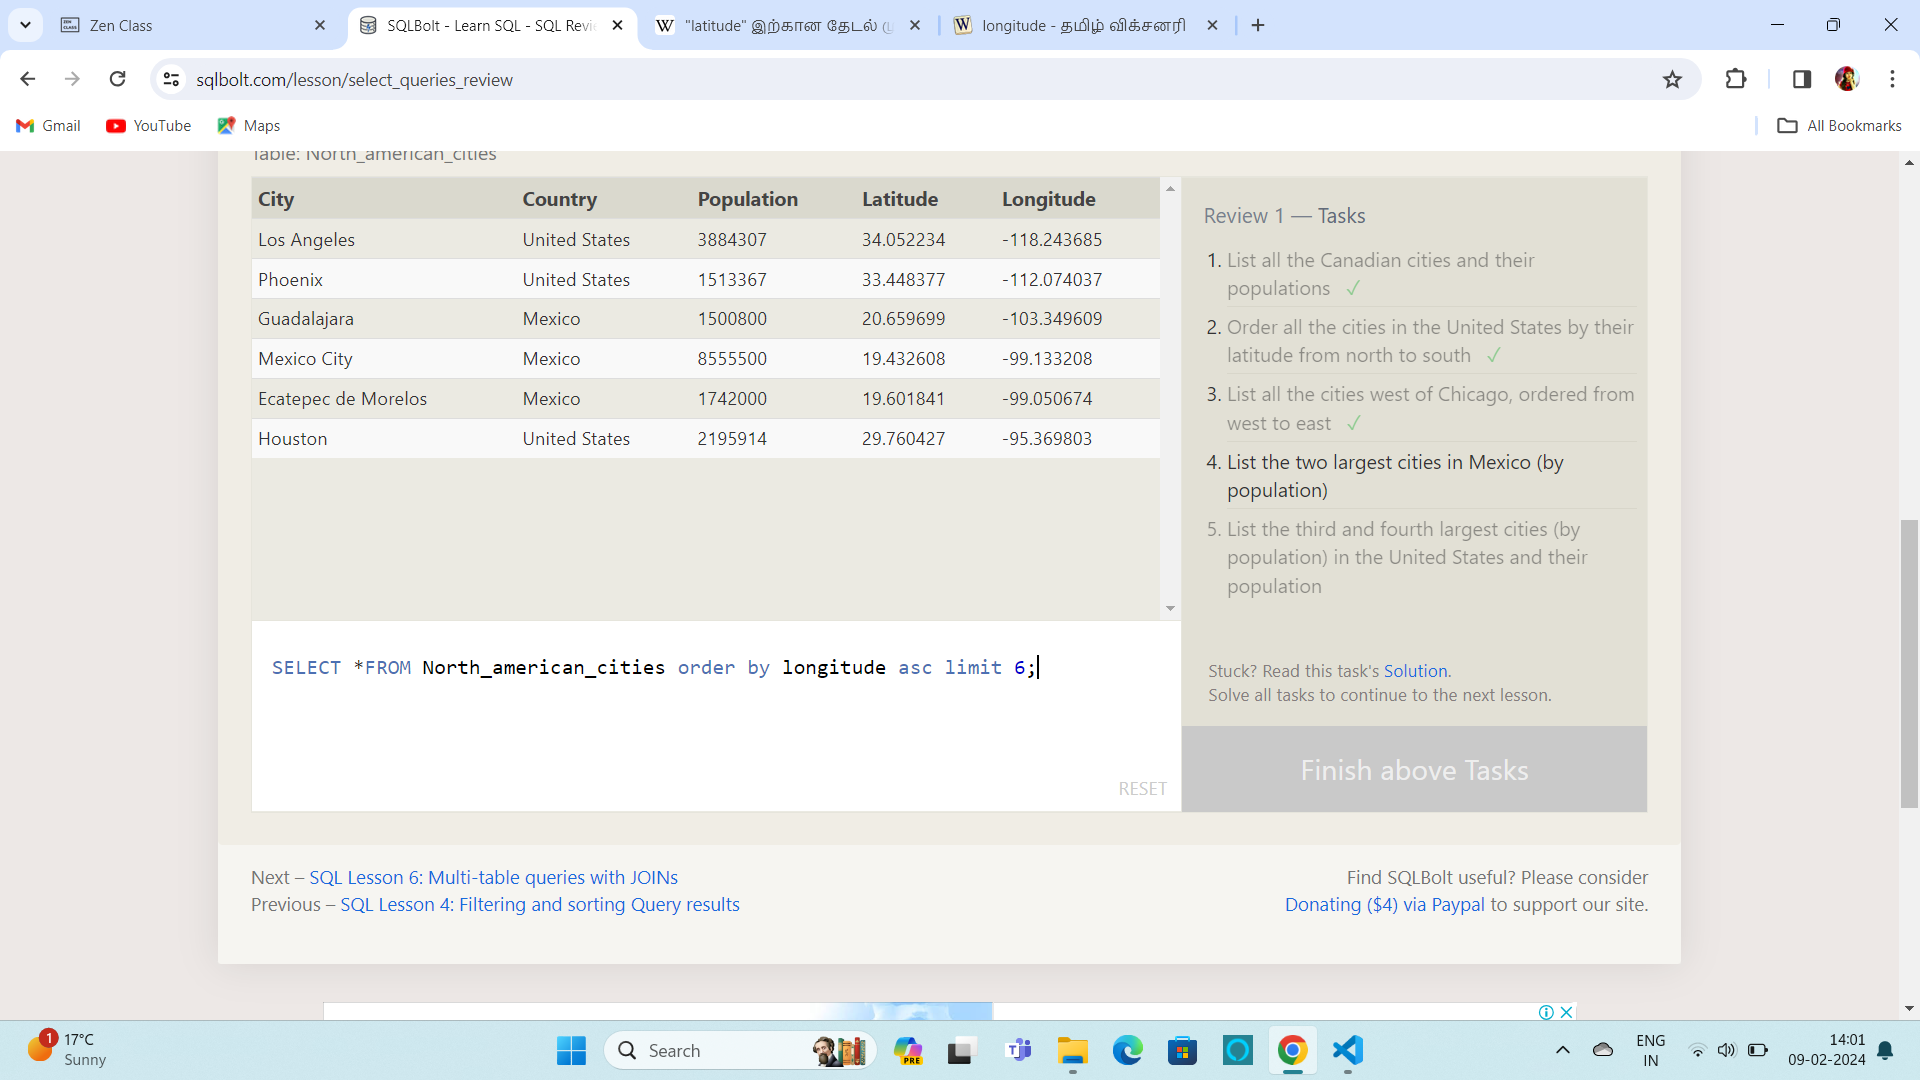 Zen Class
SQLBolt - Learn SQL - SQL Revie
"latitude" இற்கான தேடல் மு
longitude - தமிழ் விக்சனரி
sqlbolt.com/lesson/select_queries_review
Gmail
YouTube
Maps
All Bookmarks
Table: North_american_cities
City Country Population Latitude Longitude
Los Angeles United States 3884307 34.052234 -118.243685
Phoenix United States 1513367 33.448377 -112.074037
Guadalajara Mexico 1500800 20.659699 -103.349609
Mexico City Mexico 8555500 19.432608 -99.133208
Ecatepec de Morelos Mexico 1742000 19.601841 -99.050674
Houston United States 2195914 29.760427 -95.369803
SELECT *FROM North_american_cities order by longitude asc limit 6;
RESET
Review 1 — Tasks
1. List all the Canadian cities and their
populations ✓
2. Order all the cities in the United States by their
latitude from north to south ✓
3. List all the cities west of Chicago, ordered from
west to east ✓
4. List the two largest cities in Mexico (by
population)
5. List the third and fourth largest cities (by
population) in the United States and their
population
Stuck? Read this task's Solution.
Solve all tasks to continue to the next lesson.
Finish above Tasks
Next – SQL Lesson 6: Multi-table queries with JOINs
Previous – SQL Lesson 4: Filtering and sorting Query results
Find SQLBolt useful? Please consider
Donating ($4) via Paypal to support our site.
1
17°C
Sunny
Search
PRE
ENG
IN
14:01
09-02-2024